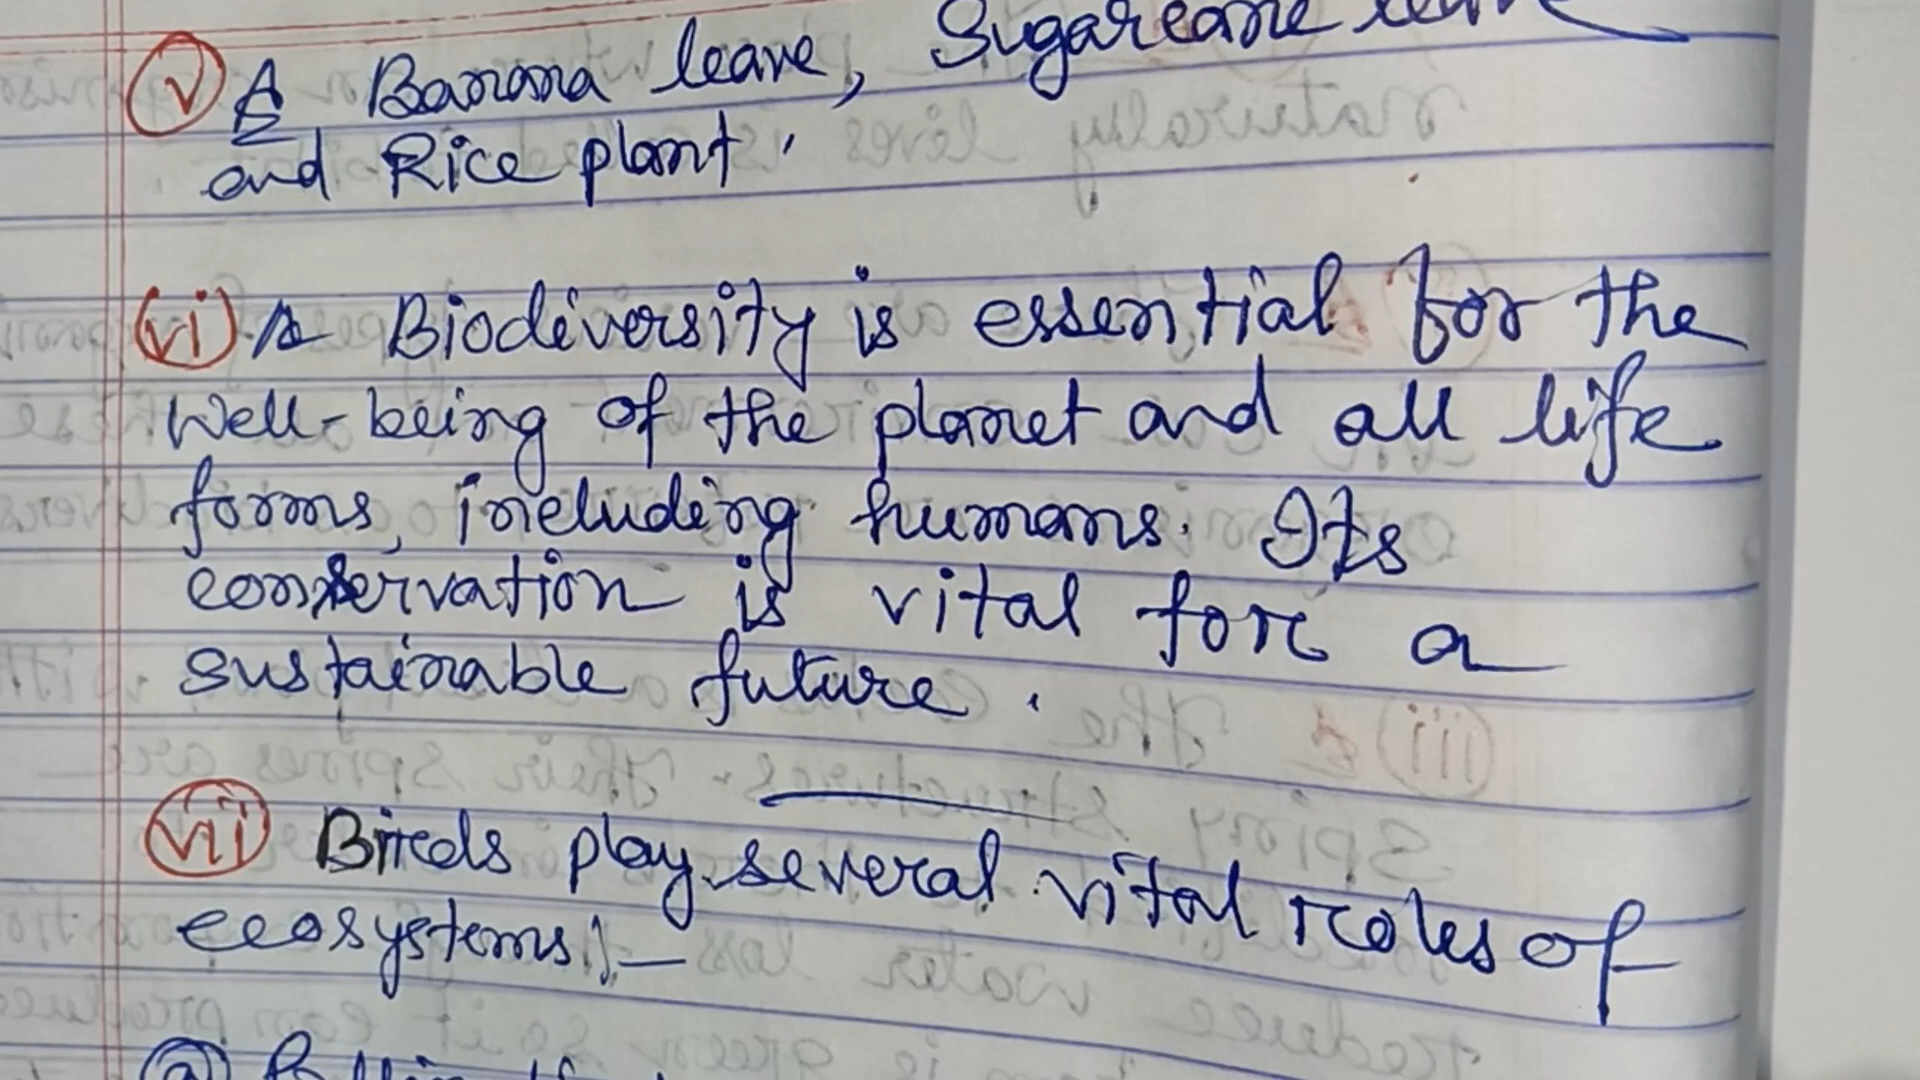 (v) A Banana leave, Sugarcane leave
and Rice plant.
(vi) A Biodiversity is essential for the
well-being of the planet and all life
forms, including humans. Its
conservation is vital for a
sustainable future.
(vii) Birds play several vital roles of
ecosystems:-
(a)